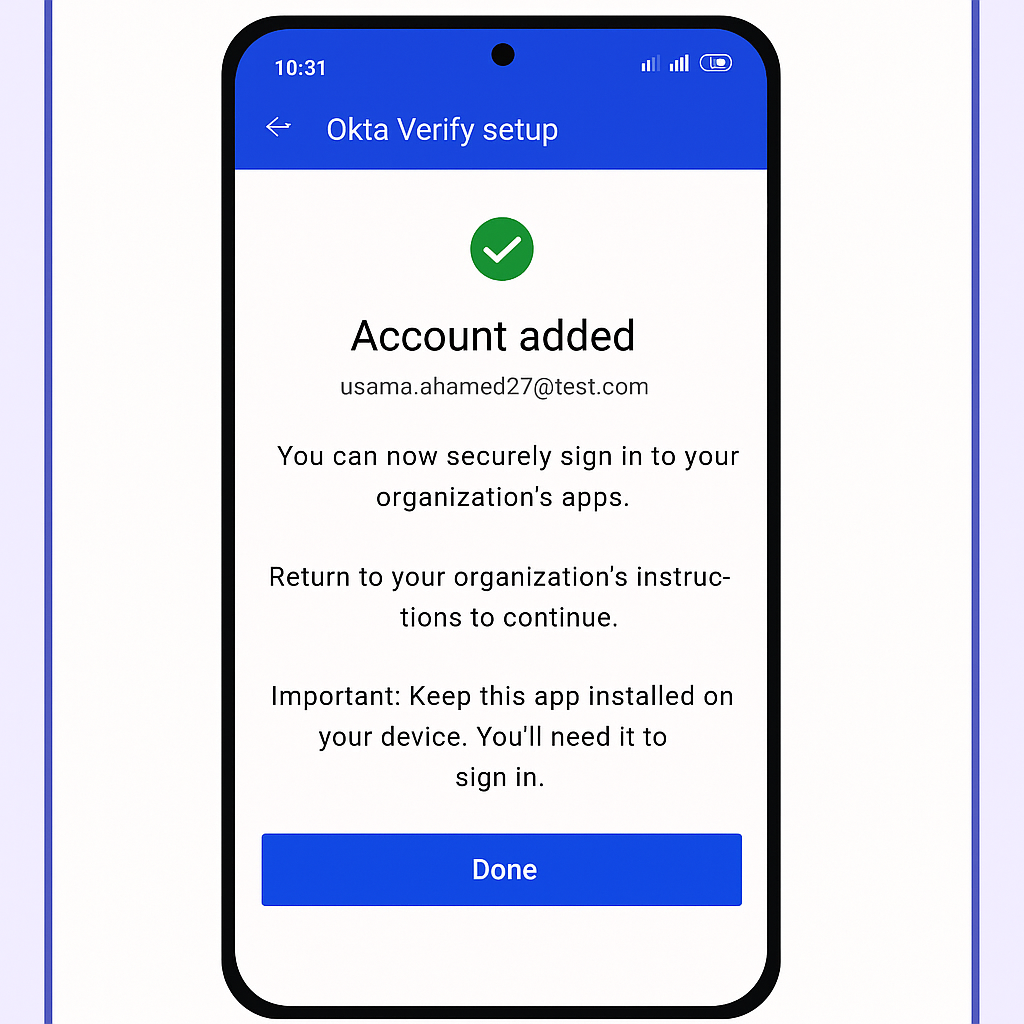 10:31
Okta Verify setup
Account added
usama.ahamed27@test.com
You can now securely sign in to your
organization's apps.
Return to your organization's instruc-
tions to continue.
Important: Keep this app installed on
your device. You'll need it to
sign in.
Done